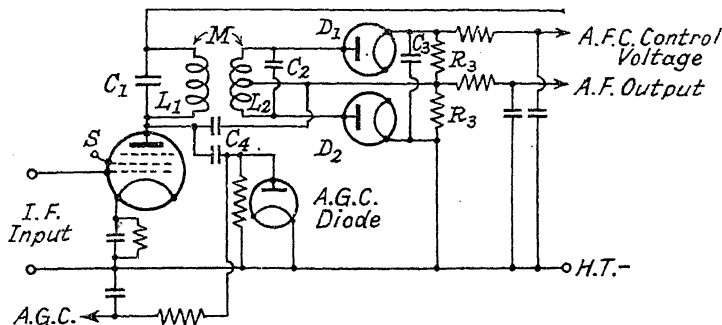 M
D1
C3
A.F.C. Control
Voltage
C1
L1
L2
C2
R3
A.F. Output
R3
D2
C4
S
I.F.
Input
A.G.C.
Diode
H.T.-
A.G.C.